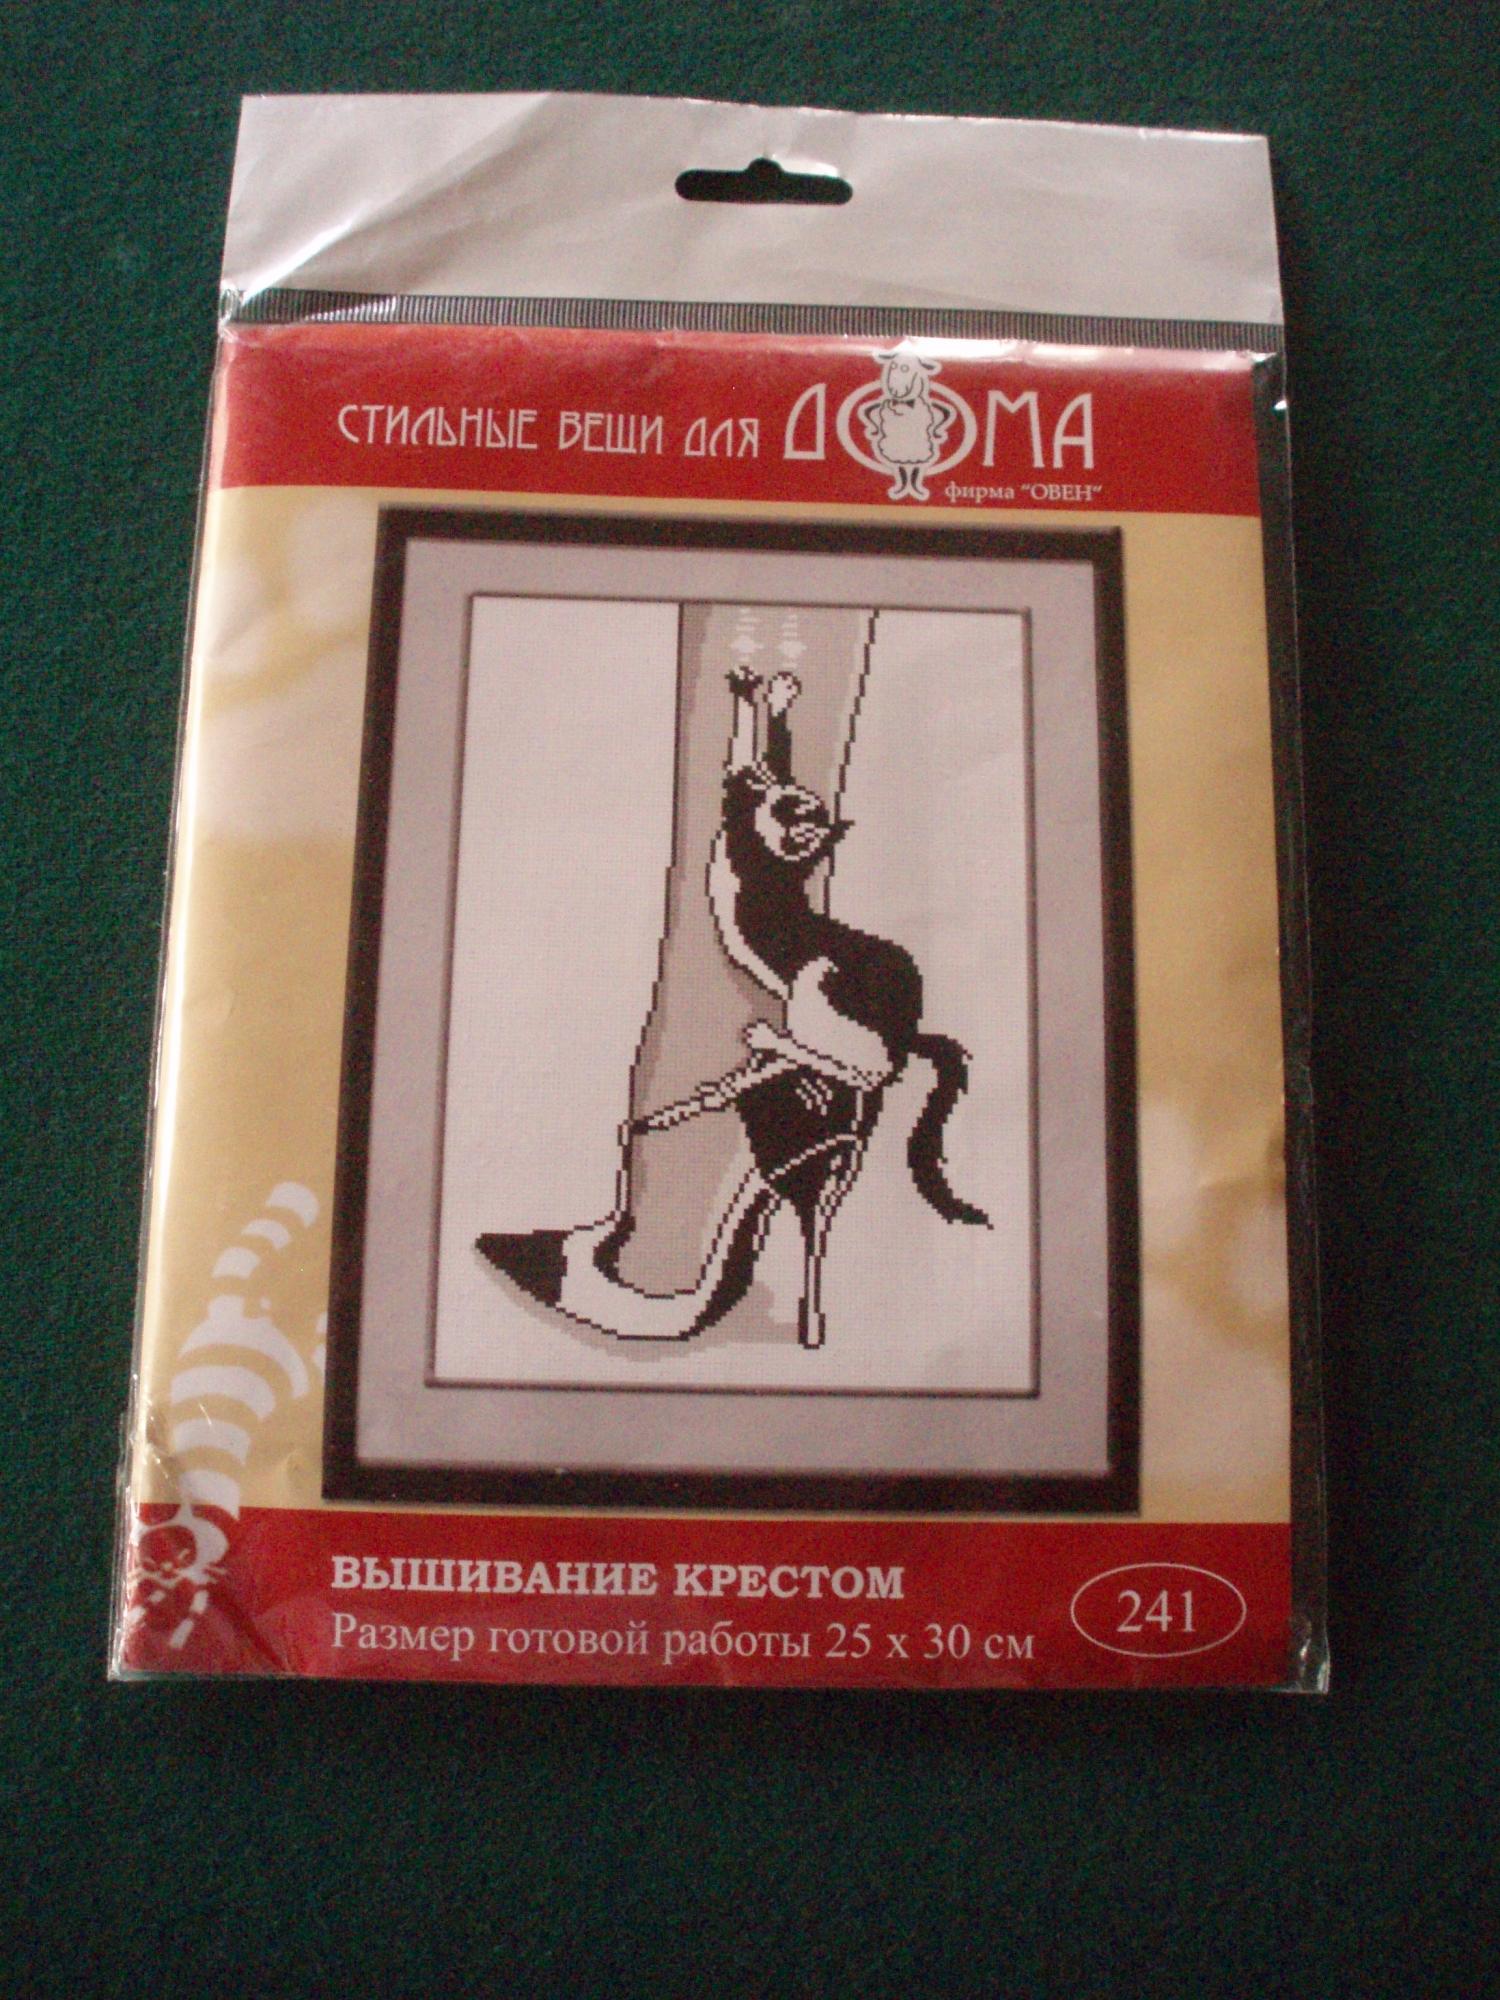 СТИЛЬНЫЕ ВЕЩИ ДЛЯ ДОМА
фирма "ОВЕН"
ВЫШИВАНИЕ КРЕСТОМ
Размер готовой работы 25 х 30 см
241